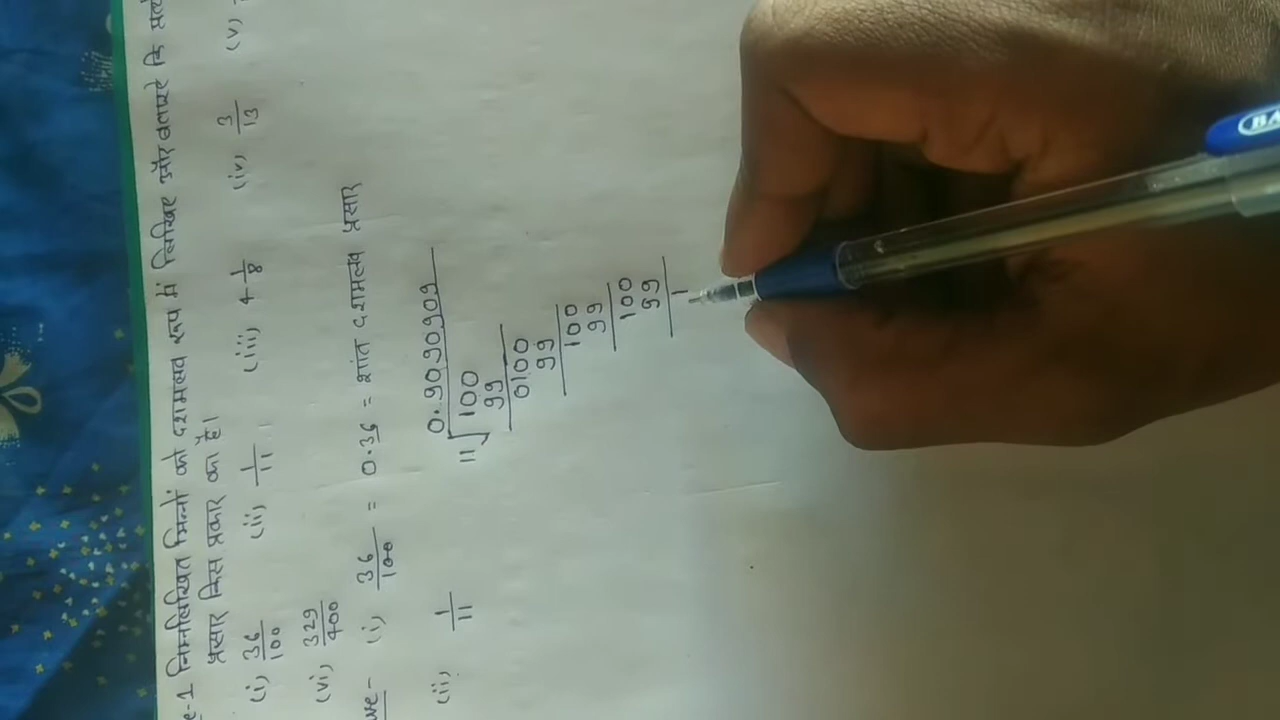 e-1 निम्नलिखित भिन्नों को दशमलव रूप में लिखिए और बताइए कि
प्रसार किस प्रकार का है।
(i) 36/100 (ii) 1/11 (iii) 4 1/8 (iv) 3/13 (v)
(vi) 329/400
(i) 36/100 = 0.36 = शांत दशमलव प्रसार
(ii) 1/11
0.9090909
11 100
99
0100
99
100
99
100
99
1
BA